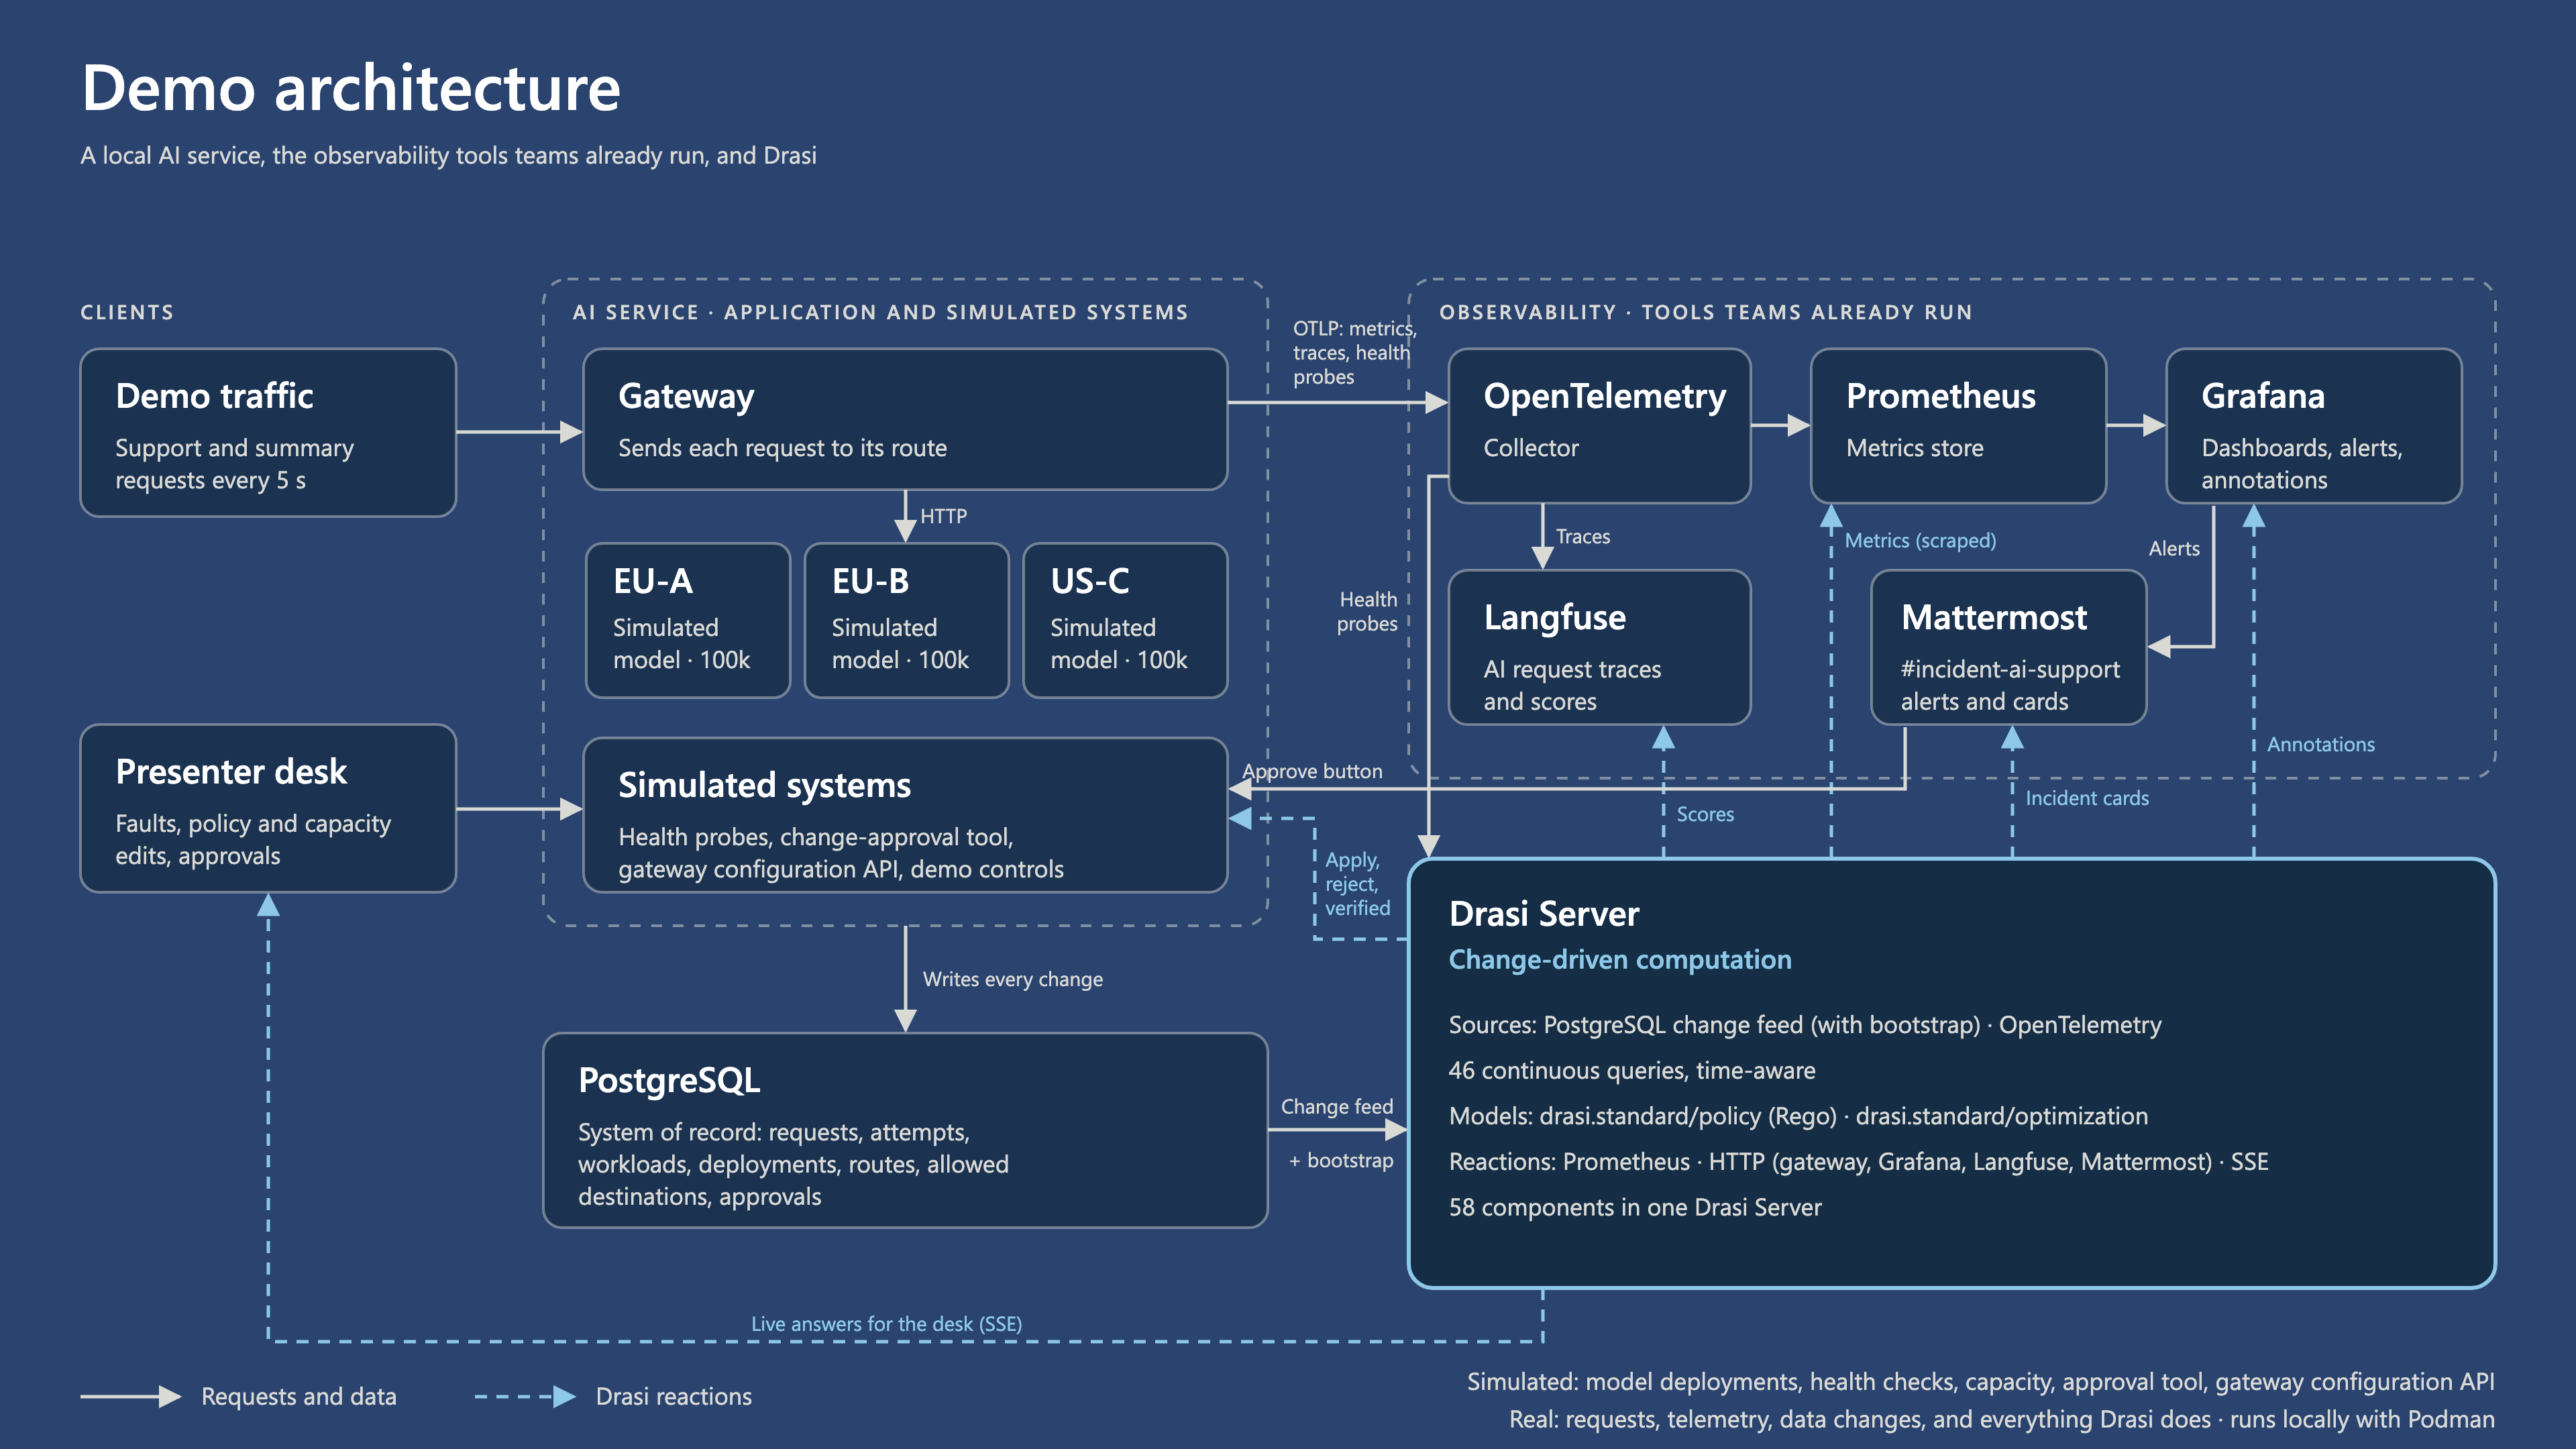 Demo architecture
A local AI service, the observability tools teams already run, and Drasi
CLIENTS
Demo traffic
Support and summary
requests every 5 s
Presenter desk
Faults, policy and capacity
edits, approvals
AI SERVICE · APPLICATION AND SIMULATED SYSTEMS
Gateway
Sends each request to its route
HTTP
EU-A
Simulated
model · 100k
EU-B
Simulated
model · 100k
US-C
Simulated
model · 100k
Simulated systems
Health probes, change-approval tool,
gateway configuration API, demo controls
Writes every change
PostgreSQL
System of record: requests, attempts,
workloads, deployments, routes, allowed
destinations, approvals
OTLP: metrics,
traces, health
probes
OBSERVABILITY · TOOLS TEAMS ALREADY RUN
OpenTelemetry
Collector
Prometheus
Metrics store
Grafana
Dashboards, alerts,
annotations
Traces
Metrics (scraped)
Alerts
Health
probes
Langfuse
AI request traces
and scores
Mattermost
#incident-ai-support
alerts and cards
Annotations
Approve button
Scores
Incident cards
Apply,
reject,
verified
Change feed
+ bootstrap
Drasi Server
Change-driven computation
Sources: PostgreSQL change feed (with bootstrap) · OpenTelemetry
46 continuous queries, time-aware
Models: drasi.standard/policy (Rego) · drasi.standard/optimization
Reactions: Prometheus · HTTP (gateway, Grafana, Langfuse, Mattermost) · SSE
58 components in one Drasi Server
Live answers for the desk (SSE)
Requests and data
Drasi reactions
Simulated: model deployments, health checks, capacity, approval tool, gateway configuration API
Real: requests, telemetry, data changes, and everything Drasi does · runs locally with Podman